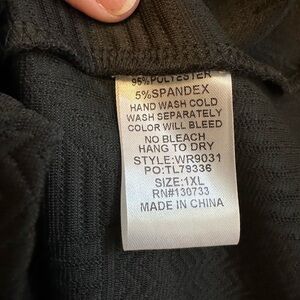 95% POLYESTER
5% SPANDEX
HAND WASH COLD
WASH SEPARATELY
COLOR WILL BLEED
NO BLEACH
HANG TO DRY
STYLE:WR9031
PO:TL79336
SIZE:1XL
RN#130733
MADE IN CHINA